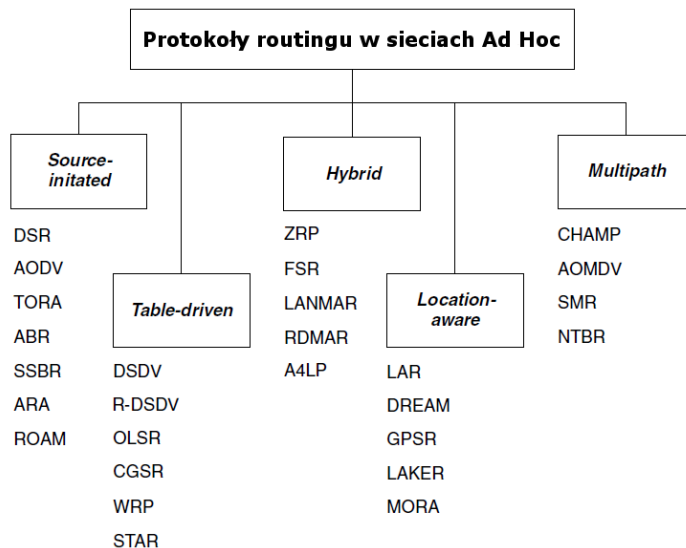 Protokoły routingu w sieciach Ad Hoc
Source-
initated
DSR
AODV
TORA
ABR
SSBR
ARA
ROAM
Table-driven
DSDV
R-DSDV
OLSR
CGSR
WRP
STAR
Hybrid
ZRP
FSR
LANMAR
RDMAR
A4LP
Location-
aware
LAR
DREAM
GPSR
LAKER
MORA
Multipath
CHAMP
AOMDV
SMR
NTBR